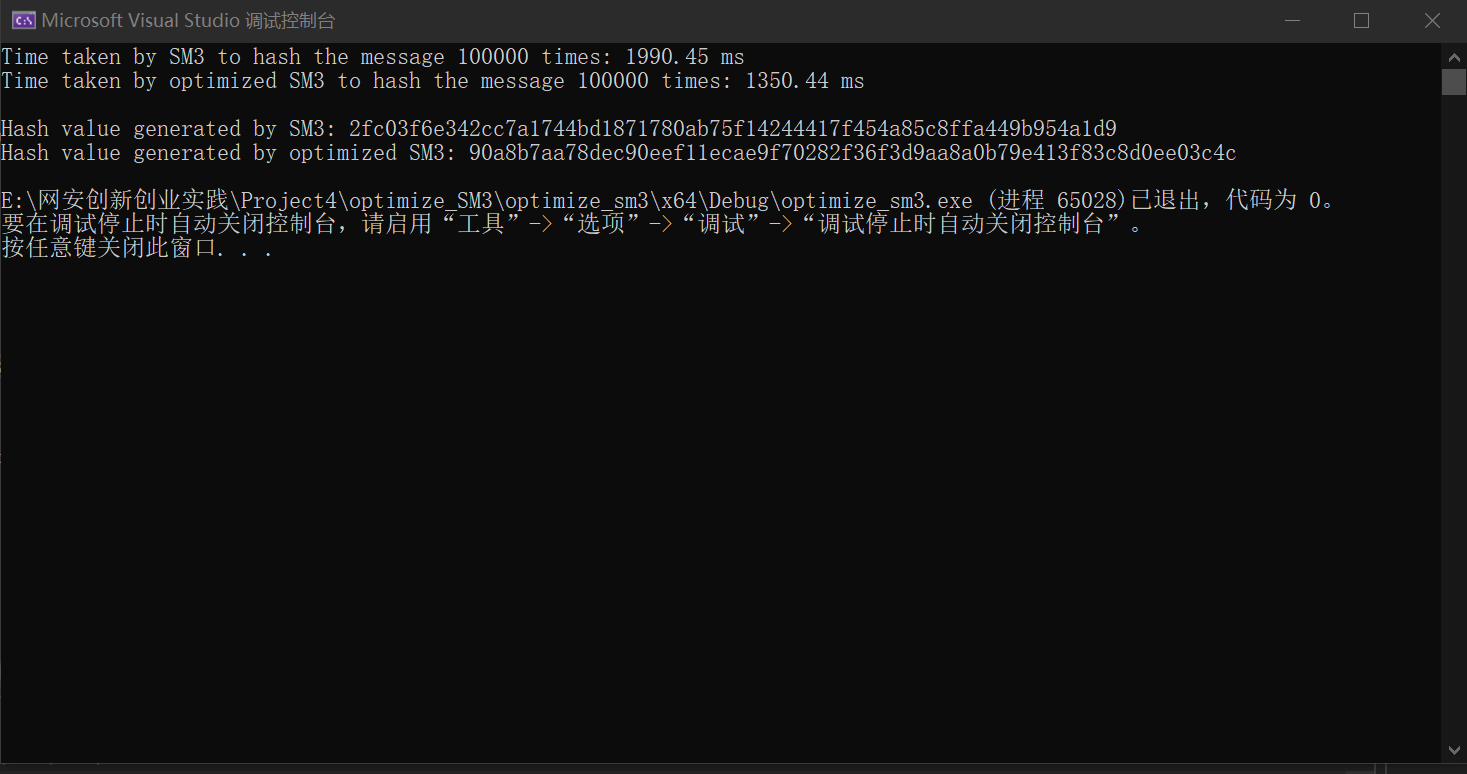 Microsoft Visual Studio 调试控制台
Time taken by SM3 to hash the message 100000 times: 1990.45 ms
Time taken by optimized SM3 to hash the message 100000 times: 1350.44 ms
Hash value generated by SM3: 2fc03f6e342cc7a1744bd1871780ab75f14244417f454a85c8ffa449b954a1d9
Hash value generated by optimized SM3: 90a8b7aa78dec90eef11ecae9f70282f36f3d9aa8a0b79e413f83c8d0ee03c4c
E:\网安创新创业实践\Project4\optimize_SM3\optimize_sm3\x64\Debug\optimize_sm3.exe (进程 65028)已退出，代码为 0。
要在调试停止时自动关闭控制台，请启用“工具”->“选项”->“调试”->“调试停止时自动关闭控制台”。
按任意键关闭此窗口. . .